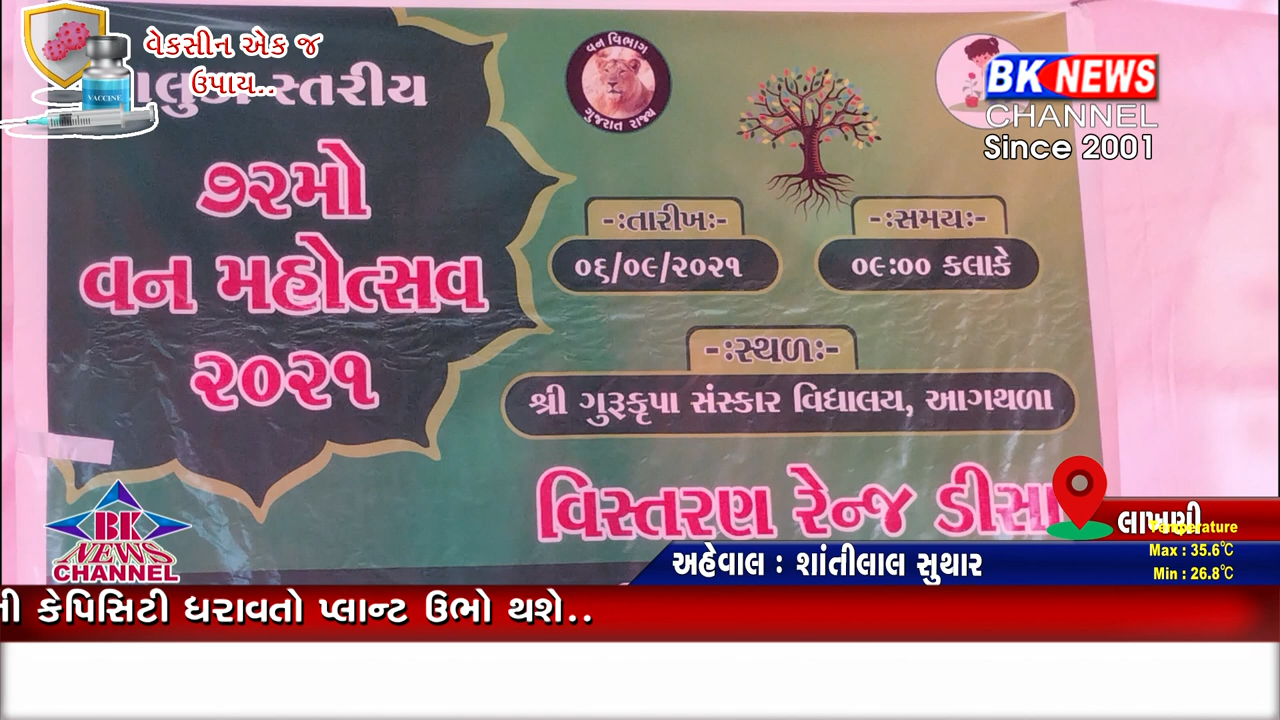 વેકસીન એક જ
ઉપાય..
VACCINE
સ્તરીય
૭૨મો
વન મહોત્સવ
૨૦૨૧
વન વિભાગ
ગુજરાત રાજ્ય
BK NEWS
CHANNEL
Since 2001
-:તારીખ:-
૦૬/૦૯/૨૦૨૧
-:સમય:-
૦૯:૦૦ કલાકે
-:સ્થળ:-
શ્રી ગુરૂકૃપા સંસ્કાર વિદ્યાલય, આગથળા
વિસ્તરણ રેન્જ ડીસા
BK
NEWS
CHANNEL
લાખણી
Temperature
Max : 35.6℃
Min : 26.8℃
અહેવાલ : શાંતીલાલ સુથાર
કેપિસિટી ધરાવતો પ્લાન્ટ ઉભો થશે..